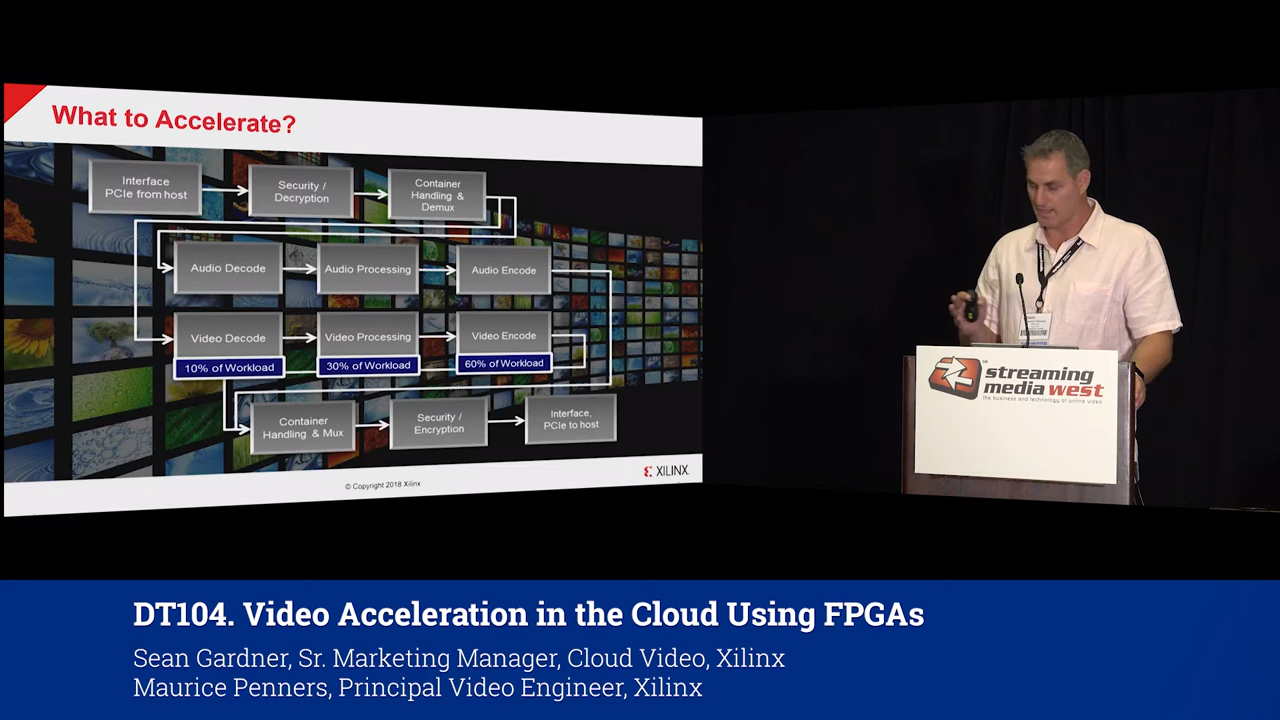 What to Accelerate?
Interface
PCIe from host
Security /
Decryption
Container
Handling &
Demux
Audio Decode
Audio Processing
Audio Encode
Video Decode
Video Processing
Video Encode
10% of Workload
30% of Workload
60% of Workload
Container
Handling & Mux
Security /
Encryption
Interface,
PCIe to host
XILINX
© Copyright 2018 Xilinx
streaming
media west
the business and technology of online video
DT104. Video Acceleration in the Cloud Using FPGAs
Sean Gardner, Sr. Marketing Manager, Cloud Video, Xilinx
Maurice Penners, Principal Video Engineer, Xilinx